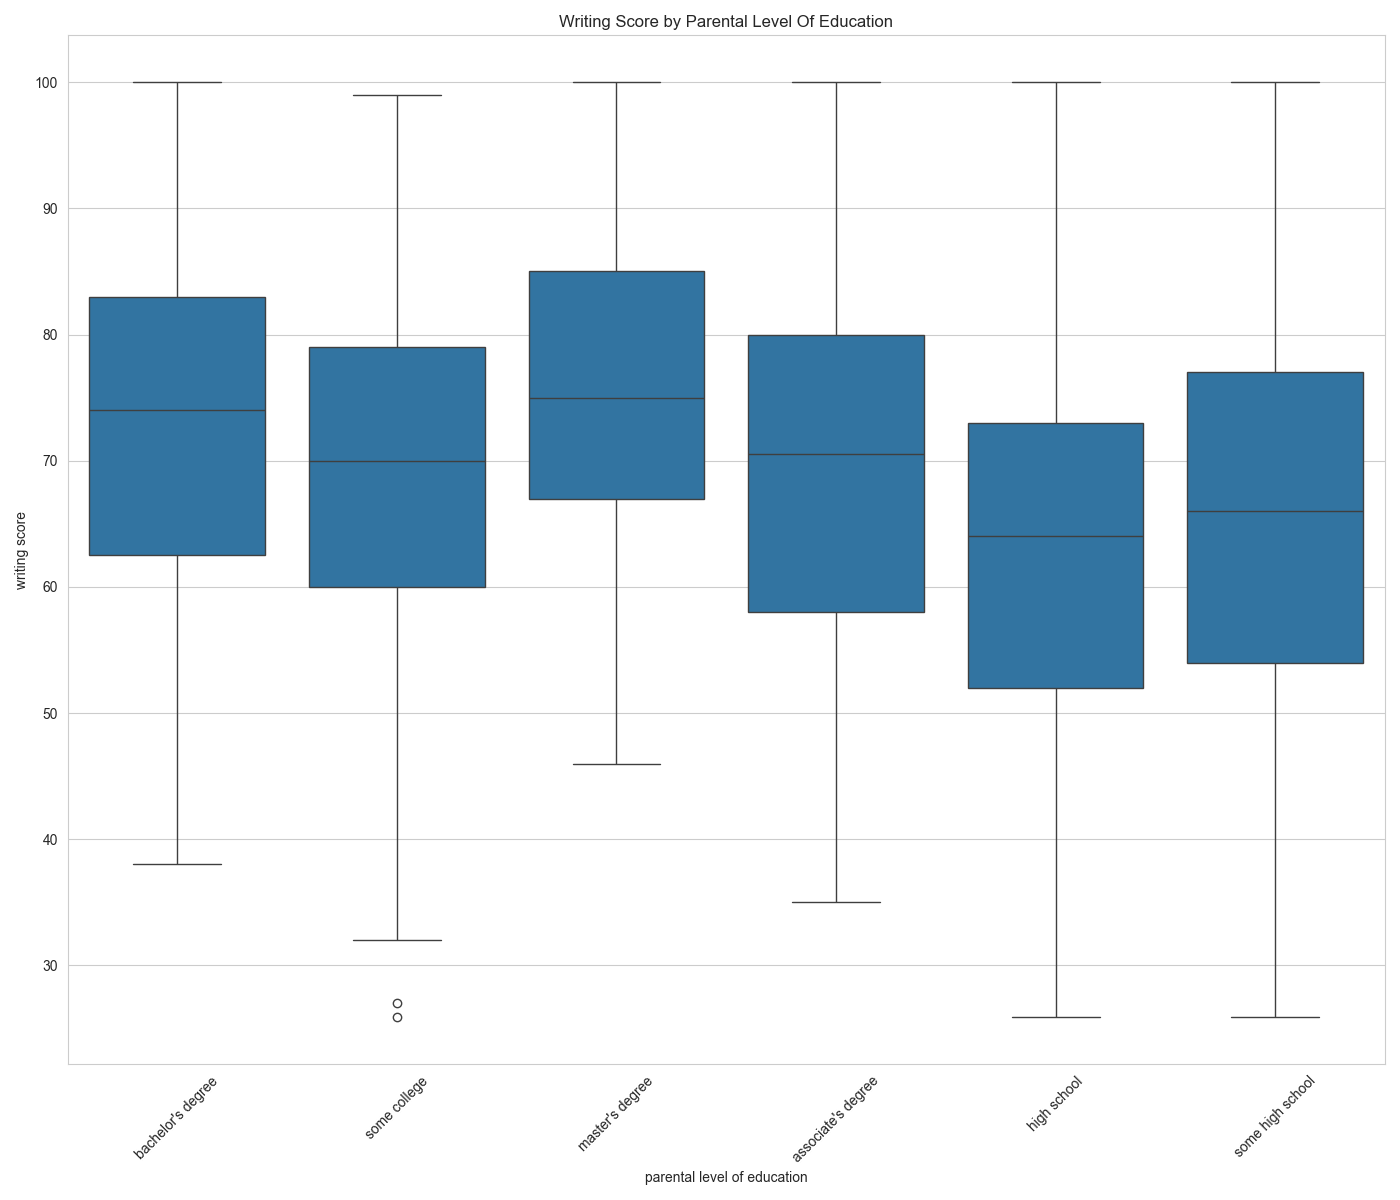 Writing Score by Parental Level Of Education
writing score
100
90
80
70
60
50
40
30
bachelor's degree
some college
master's degree
associate's degree
high school
some high school
parental level of education